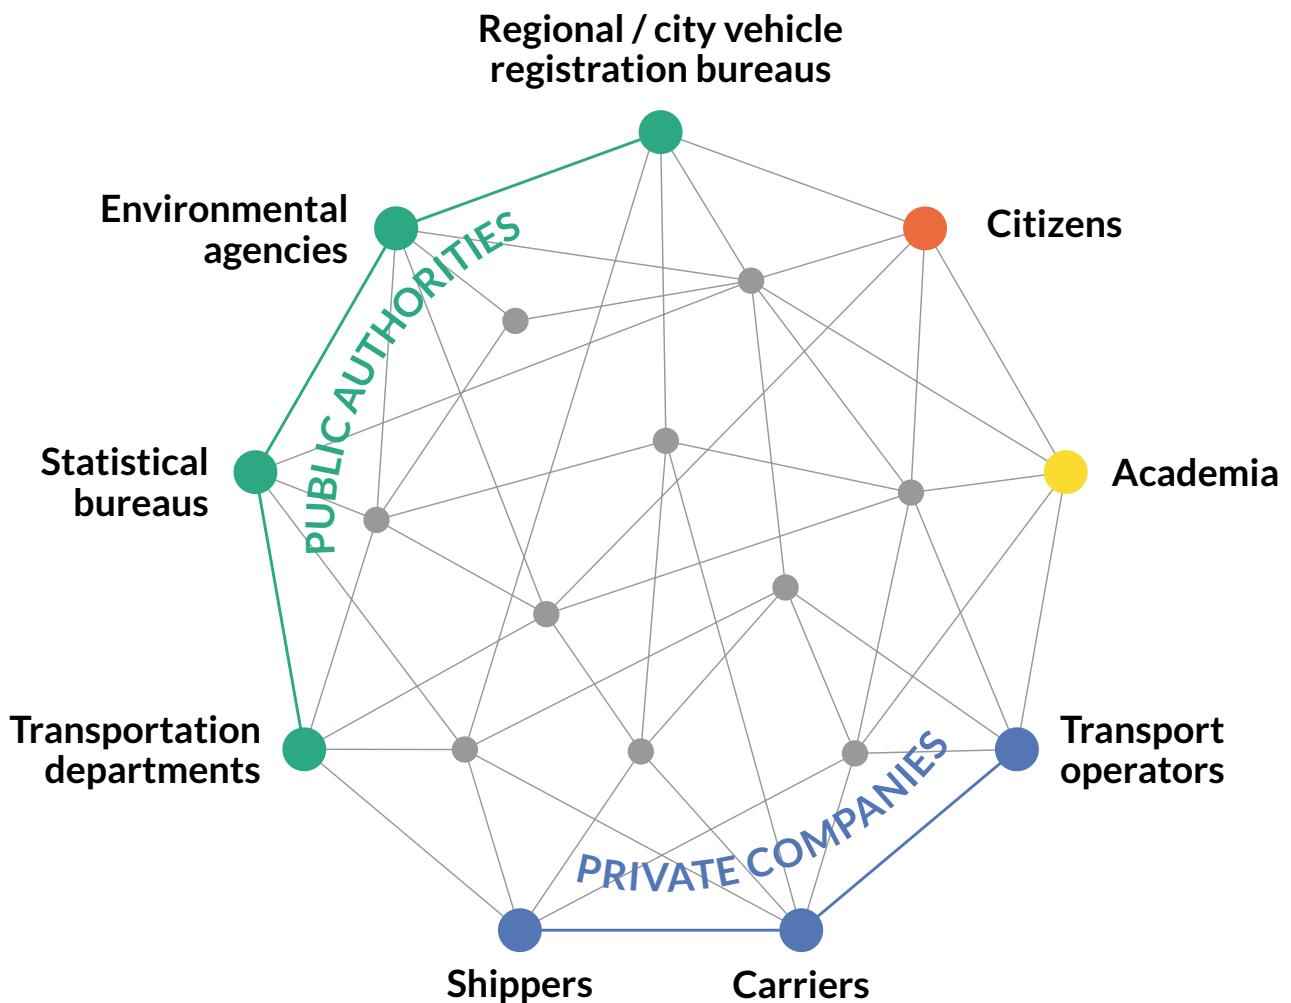 Regional / city vehicle
registration bureaus
Environmental
agencies
Citizens
PUBLIC AUTHORITIES
Statistical
bureaus
Academia
Transportation
departments
Transport
operators
PRIVATE COMPANIES
Shippers
Carriers